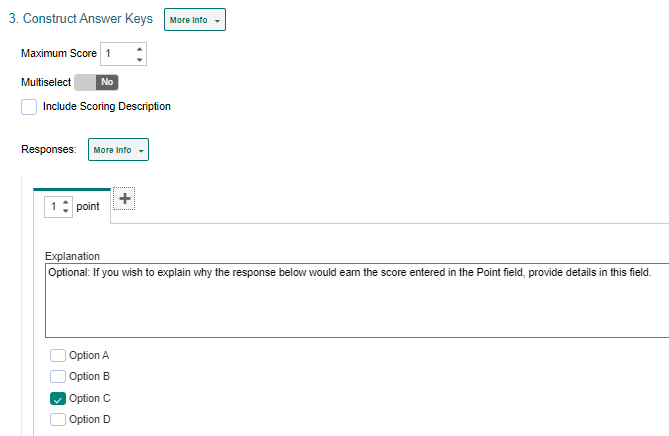 3. Construct Answer Keys More Info
Maximum Score 1
Multiselect No
Include Scoring Description
Responses: More Info
1 point +
Explanation
Optional: If you wish to explain why the response below would earn the score entered in the Point field, provide details in this field.
Option A
Option B
Option C
Option D